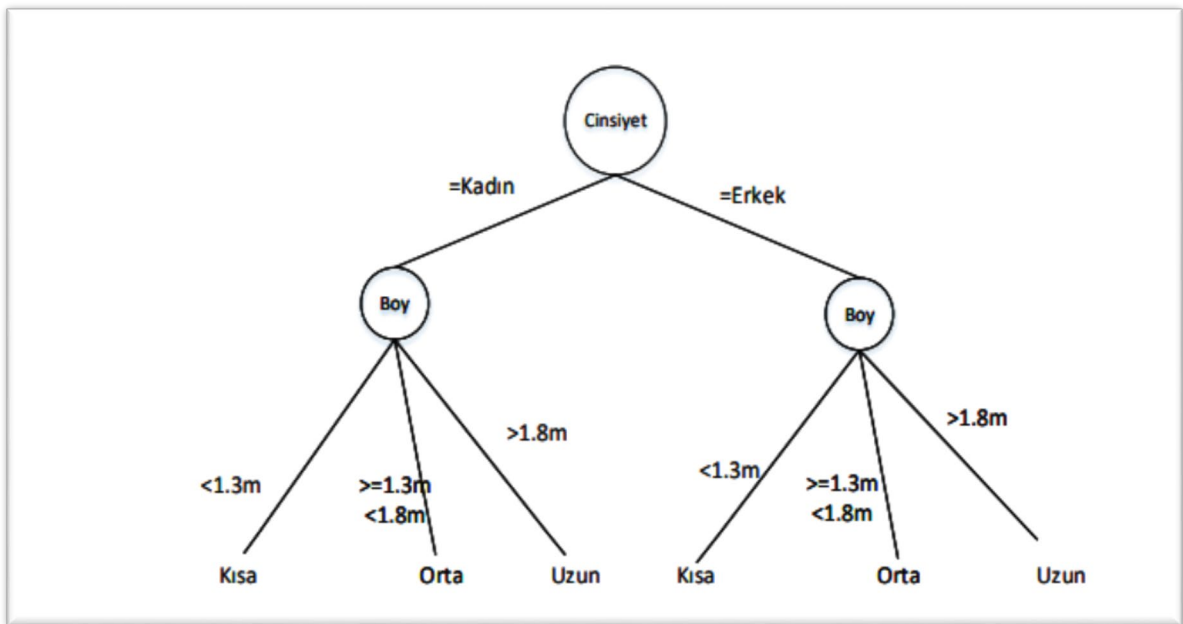 Cinsiyet
=Kadın
=Erkek
Boy
Boy
<1.3m
>=1.3m
<1.8m
>1.8m
<1.3m
>=1.3m
<1.8m
>1.8m
Kısa
Orta
Uzun
Kısa
Orta
Uzun